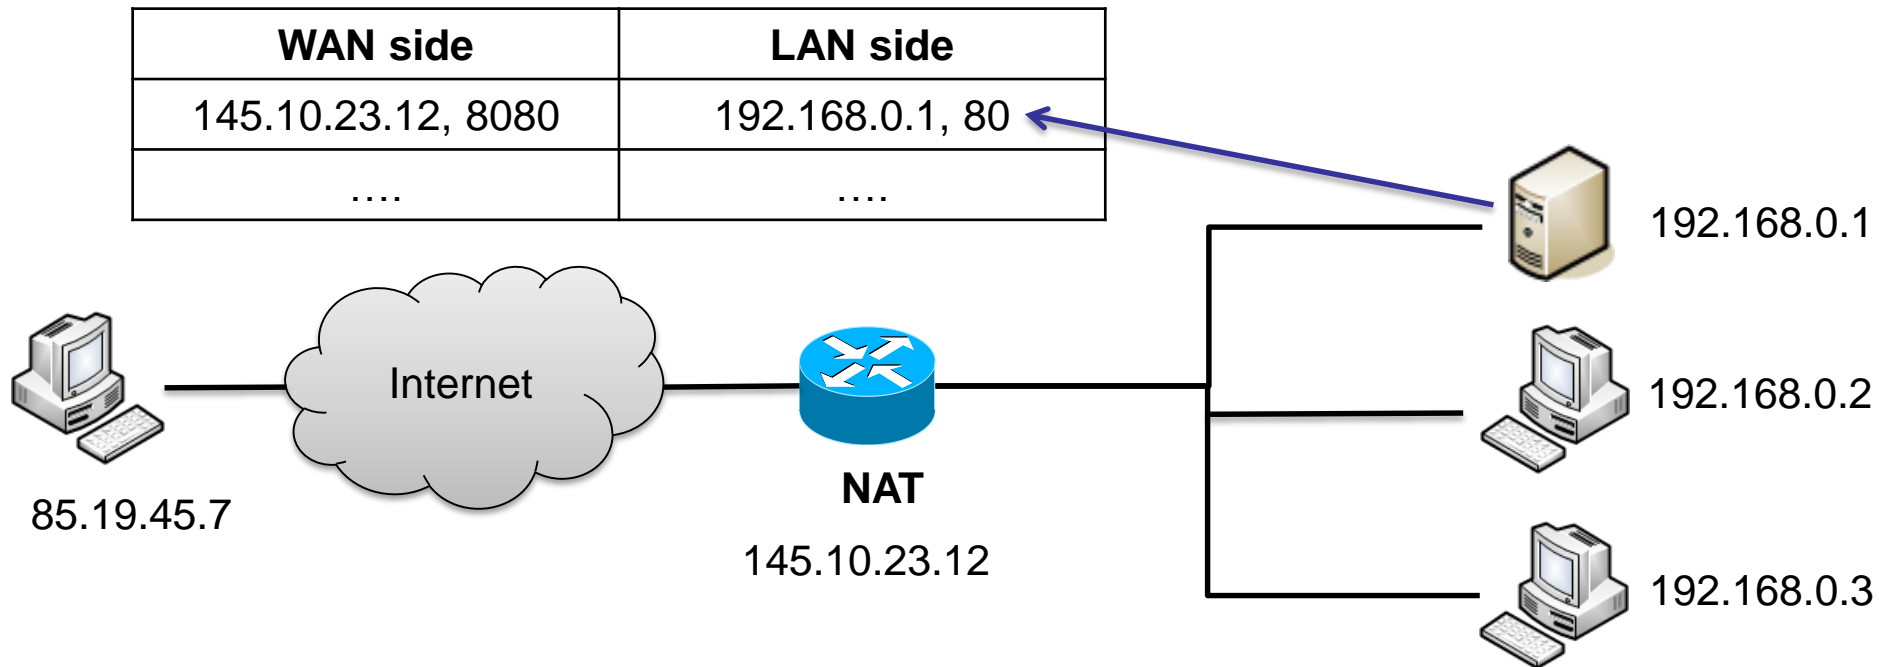 WAN side
LAN side
145.10.23.12, 8080
192.168.0.1, 80
....
....
192.168.0.1
Internet
192.168.0.2
NAT
85.19.45.7
145.10.23.12
192.168.0.3